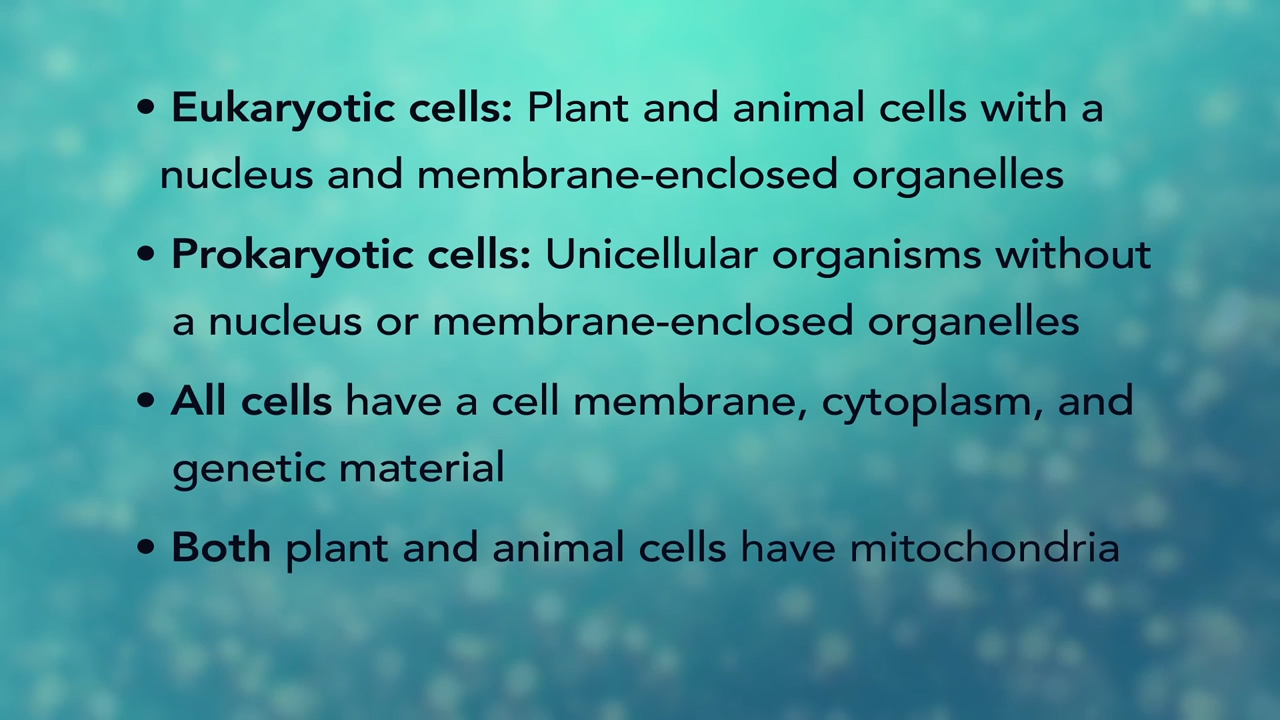 • Eukaryotic cells: Plant and animal cells with a
nucleus and membrane-enclosed organelles
• Prokaryotic cells: Unicellular organisms without
a nucleus or membrane-enclosed organelles
• All cells have a cell membrane, cytoplasm, and
genetic material
• Both plant and animal cells have mitochondria